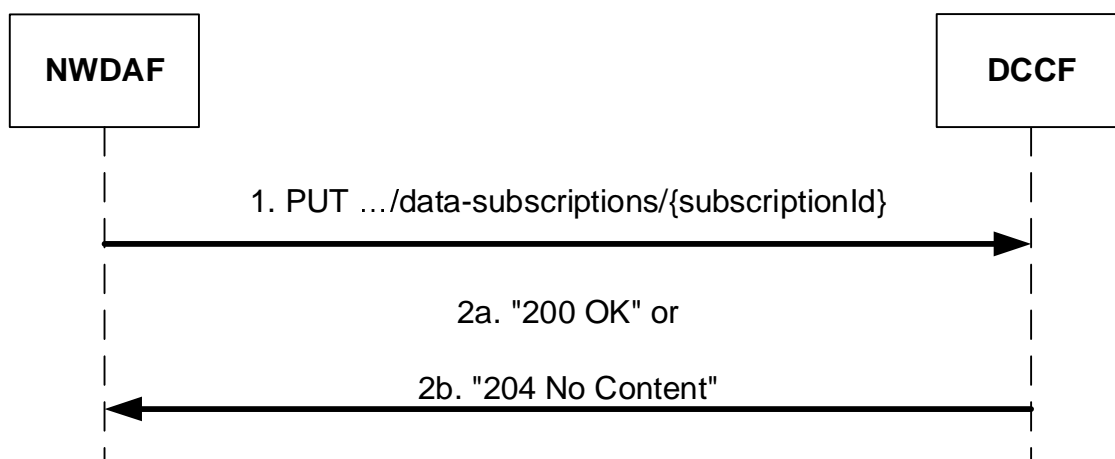 NWDAF
DCCF
1. PUT …/data-subscriptions/{subscriptionId}
2a. "200 OK" or
2b. "204 No Content"